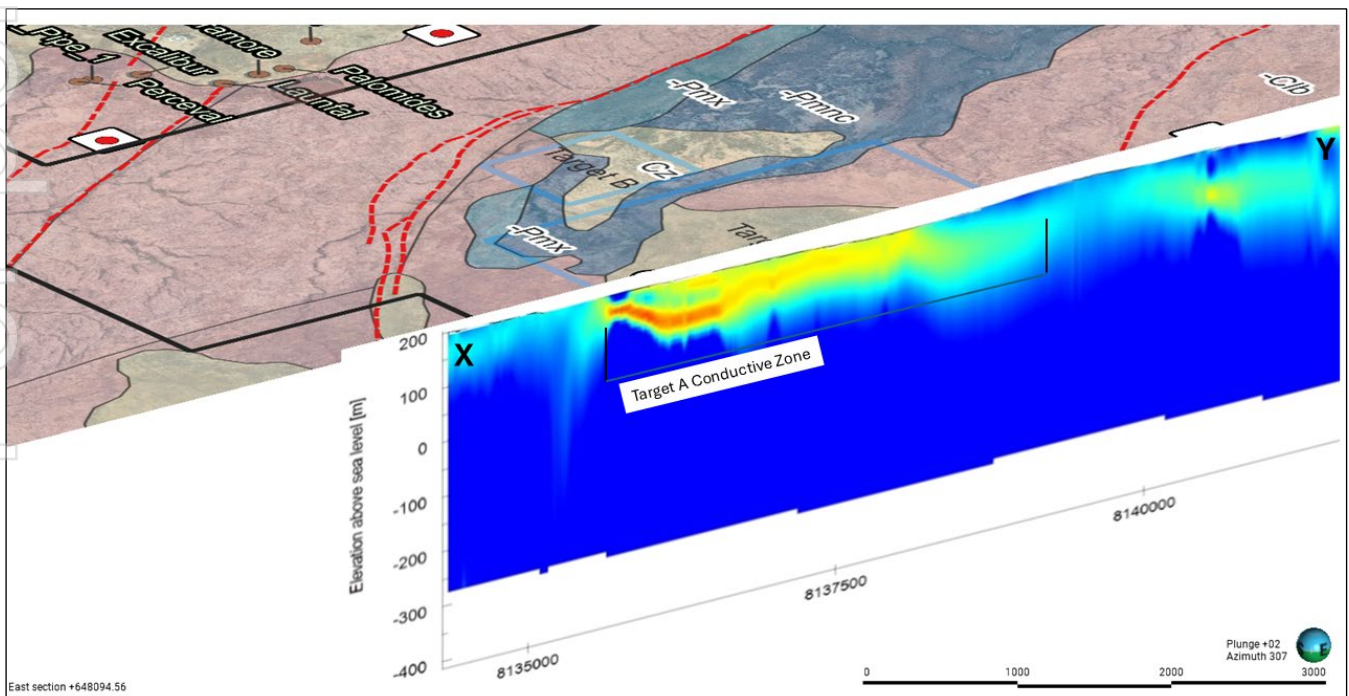 Pipe_1
Excalibur
Perceval
Launfal
Palomides
-Pmx
-Pmnc
-Clb
Cz
Target B
-Pmx
X
Y
Target A Conductive Zone
200
100
0
-100
-200
-300
-400
Elevation above sea level [m]
8135000
8137500
8140000
Plunge +02
Azimuth 307
0
1000
2000
3000
East section +648094.56